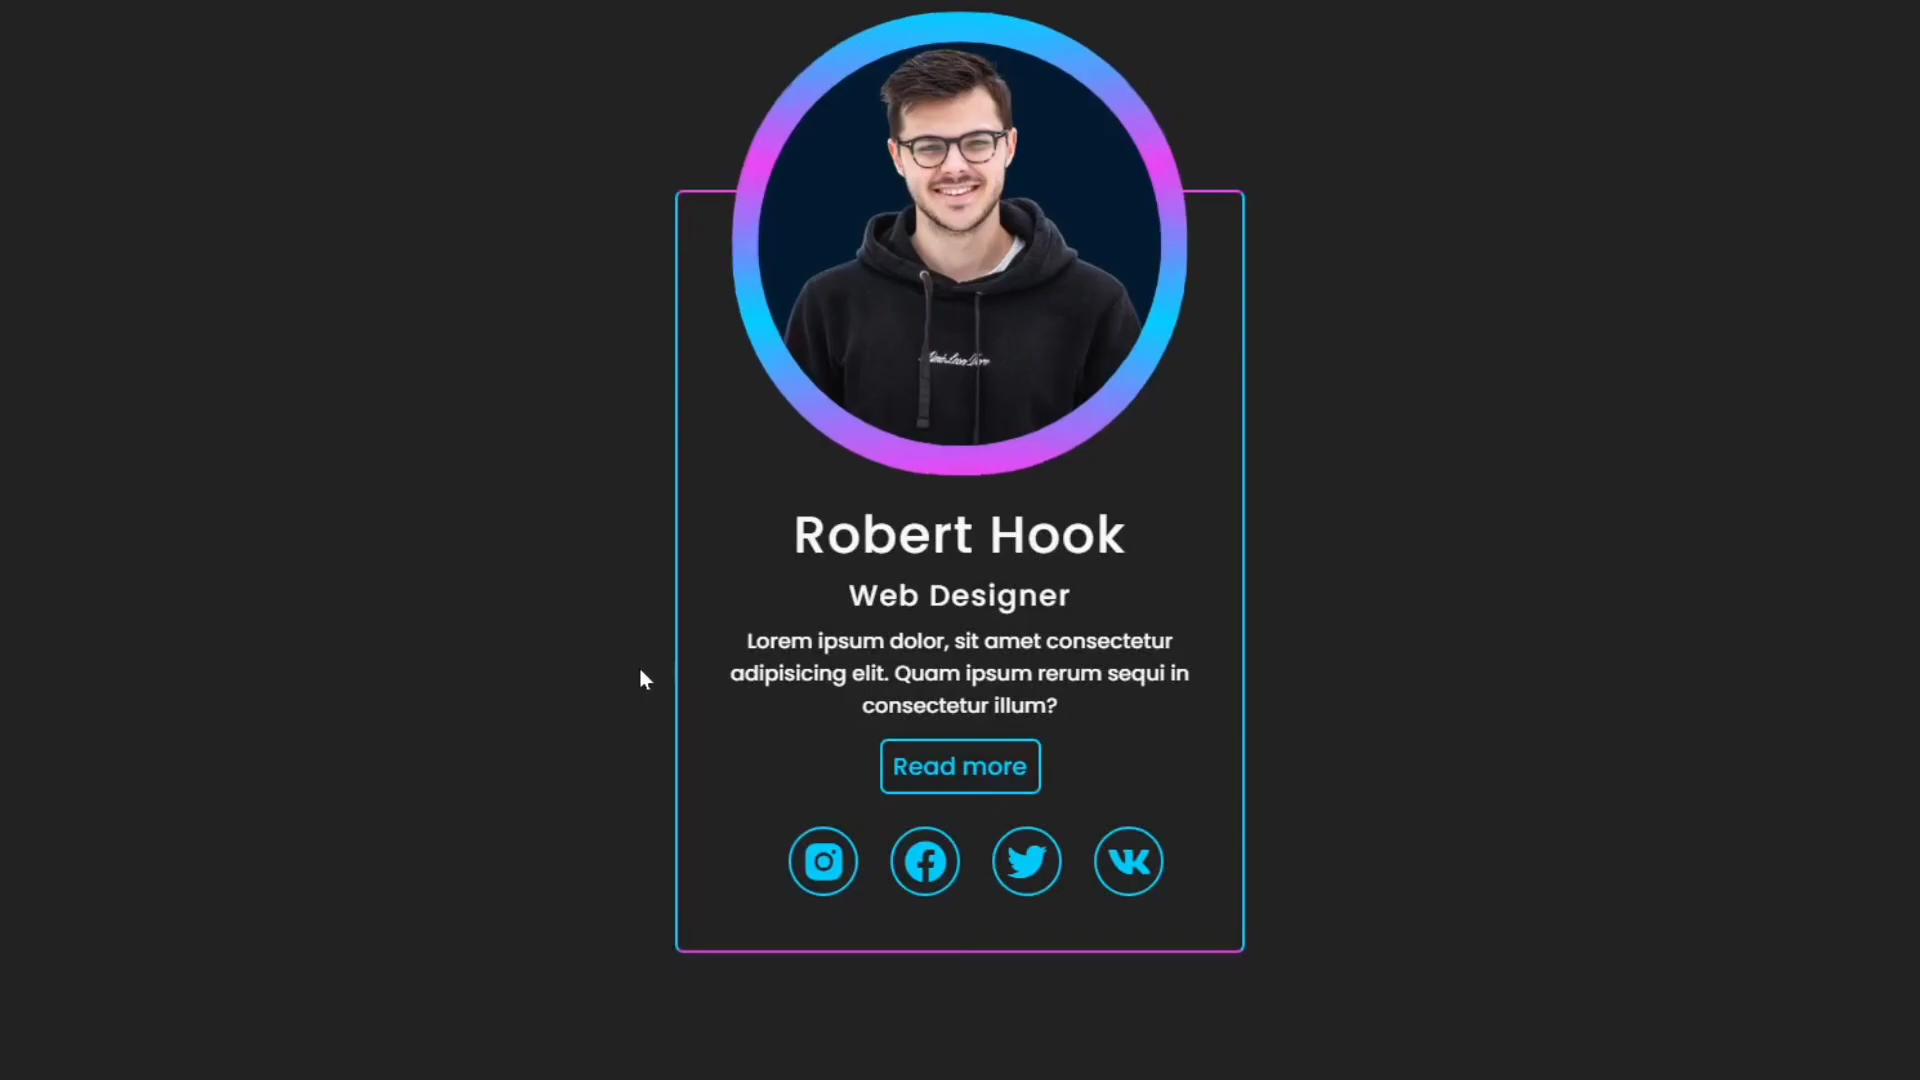 Robert Hook
Web Designer
Lorem ipsum dolor, sit amet consectetur
adipisicing elit. Quam ipsum rerum sequi in
consectetur illum?
Read more